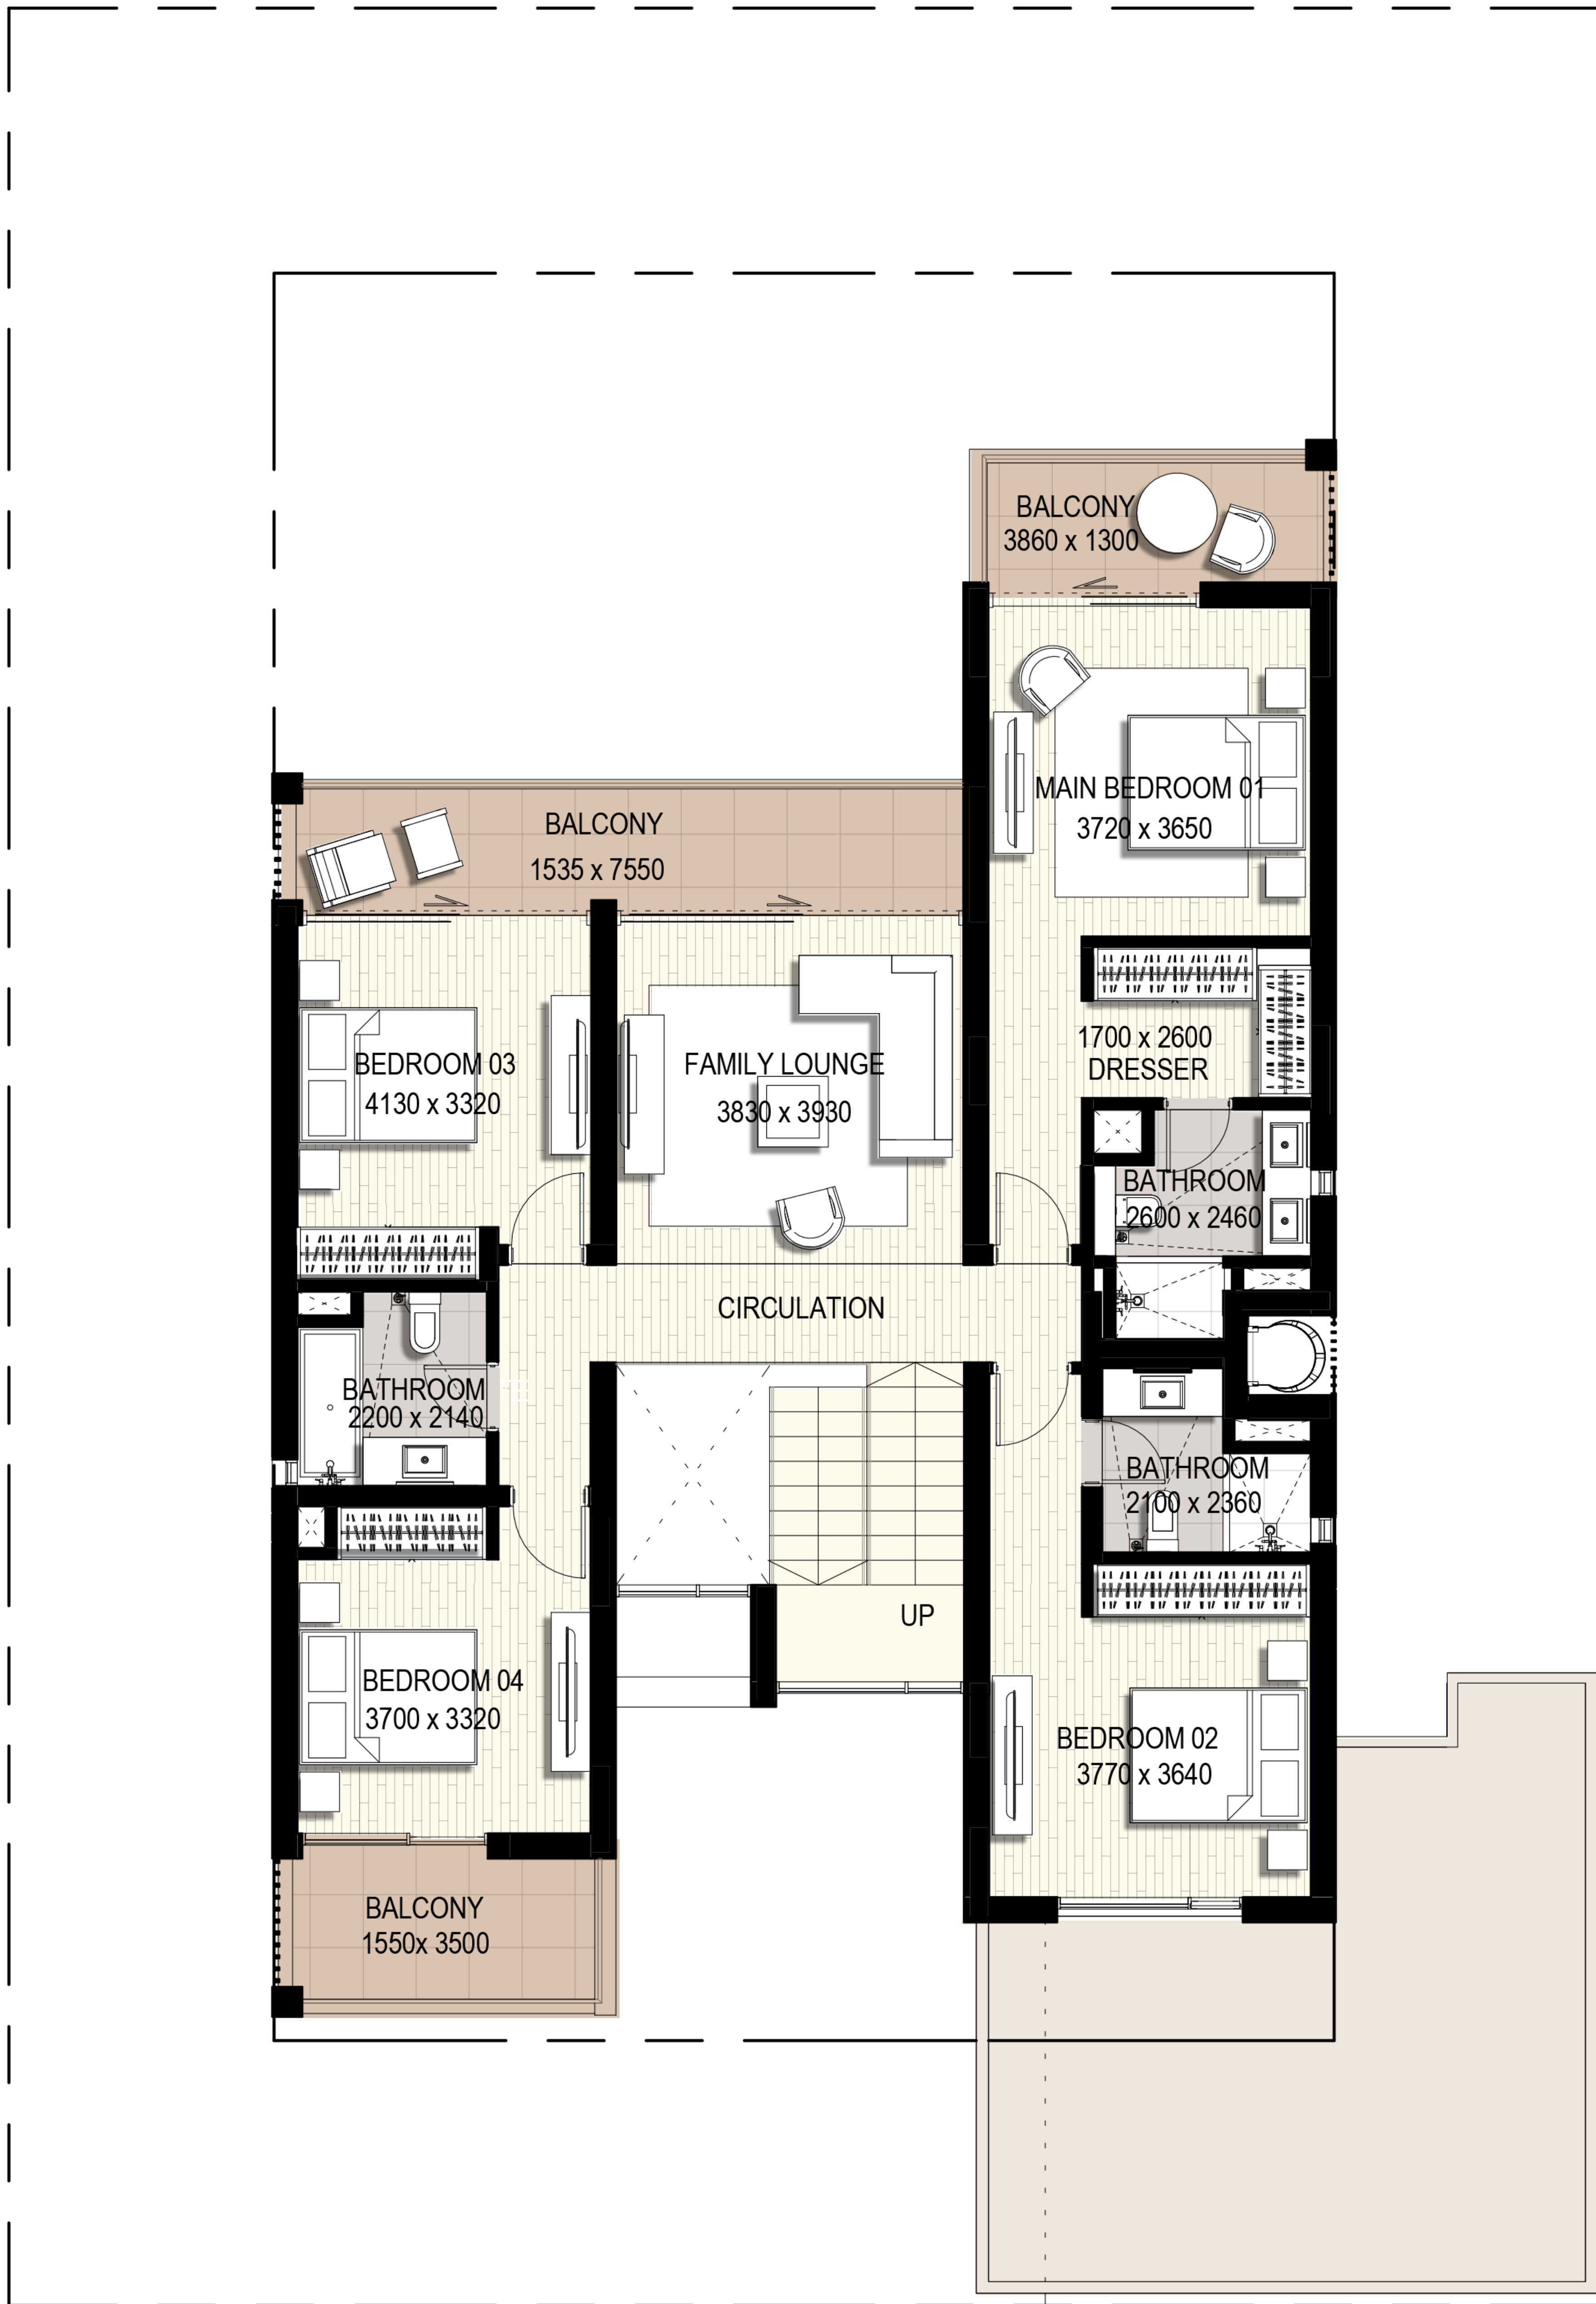 BALCONY
3860 x 1300
MAIN BEDROOM 01
3720 x 3650
BALCONY
1535 x 7550
BEDROOM 03
4130 x 3320
FAMILY LOUNGE
3830 x 3930
1700 x 2600
DRESSER
BATHROOM
2600 x 2460
CIRCULATION
BATHROOM
2200 x 2140
BATHROOM
2100 x 2360
UP
BEDROOM 04
3700 x 3320
BEDROOM 02
3770 x 3640
BALCONY
1550x 3500